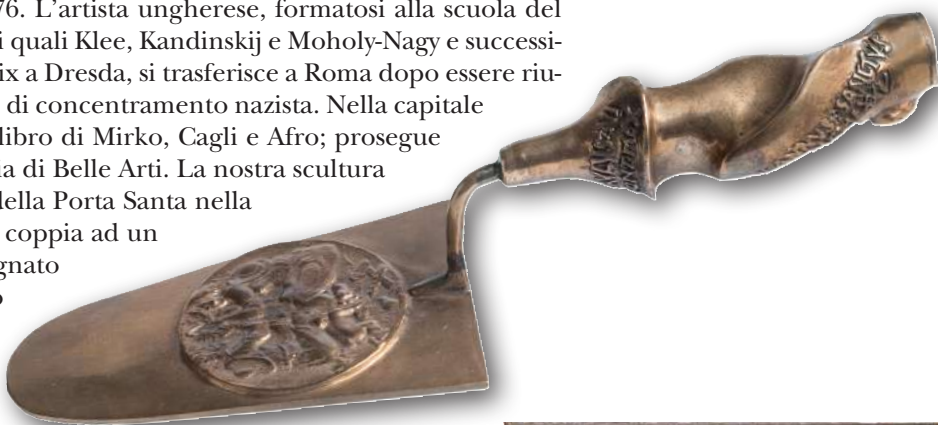 76. L’artista ungherese, formatosi alla scuola del
i quali Klee, Kandinskij e Moholy-Nagy e successi-
ix a Dresda, si trasferisce a Roma dopo essere riu-
di concentramento nazista. Nella capitale
libro di Mirko, Cagli e Afro; prosegue
ia di Belle Arti. La nostra scultura
della Porta Santa nella
coppia ad un
gnato